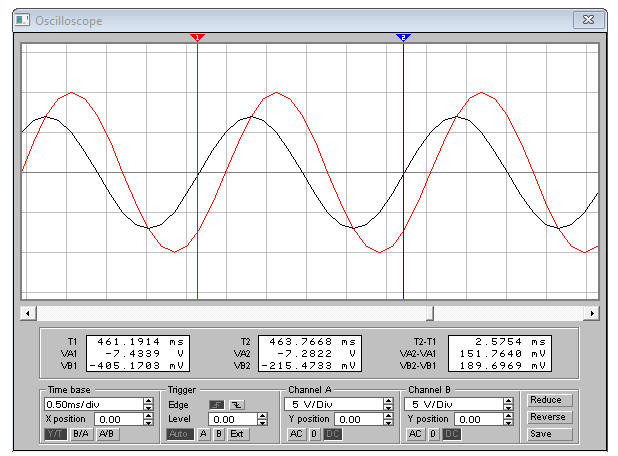 Oscilloscope
1 2
T1 461.1914 ms T2 463.7668 ms T2-T1 2.5754 ms
VA1 -7.4339 V VA2 -7.2822 V VA2-VA1 151.7640 mV
VB1 -405.1703 mV VB2 -215.4733 mV VB2-VB1 189.6969 mV
Time base Trigger Channel A Channel B
0.50ms/div Edge 5 V/Div 5 V/Div Reduce
X position 0.00 Level 0.00 Y position 0.00 Y position 0.00 Reverse
Y/T B/A A/B Auto A B Ext AC 0 DC AC 0 DC Save